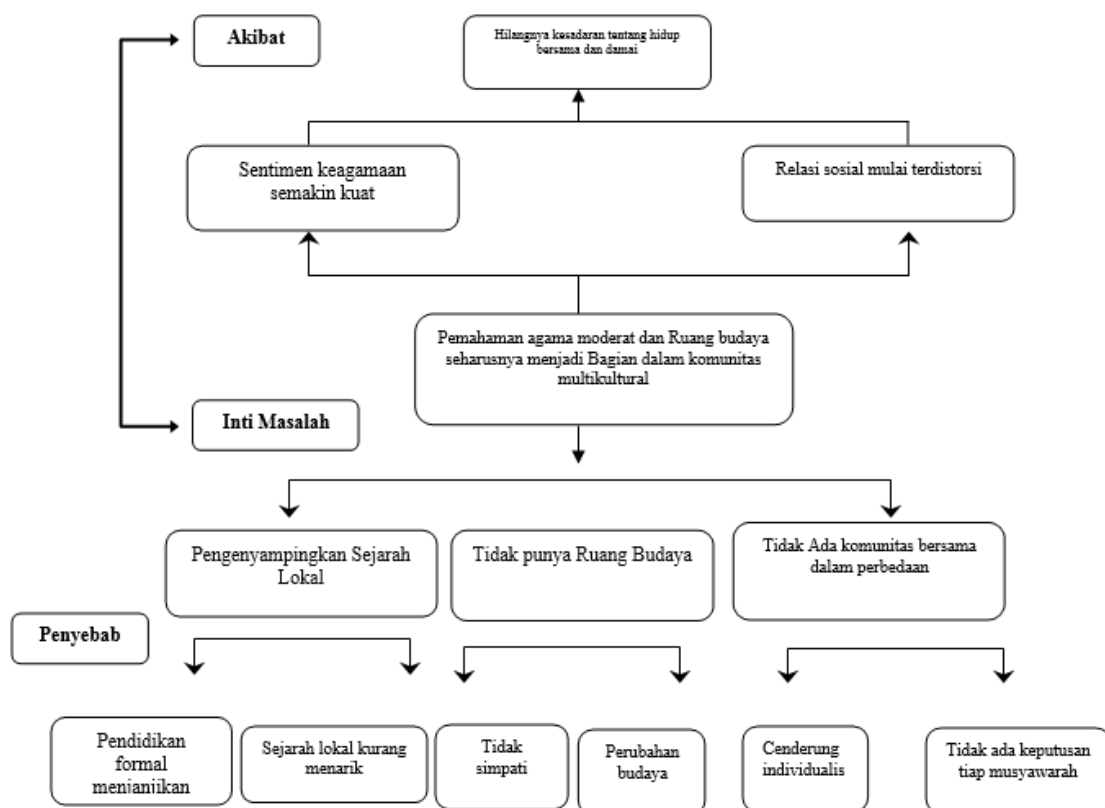 Akibat
Hilangnya kesadaran tentang hidup
bersama dan damai
Sentimen keagamaan
semakin kuat
Relasi sosial mulai terdistorsi
Pemahaman agama moderat dan Ruang budaya
seharusnya menjadi Bagian dalam komunitas
multikultural
Inti Masalah
Pengenyampingkan Sejarah
Lokal
Tidak punya Ruang Budaya
Tidak Ada komunitas bersama
dalam perbedaan
Penyebab
Pendidikan
formal
menjanjikan
Sejarah lokal kurang
menarik
Tidak
simpati
Perubahan
budaya
Cenderung
individualis
Tidak ada keputusan
tiap musyawarah